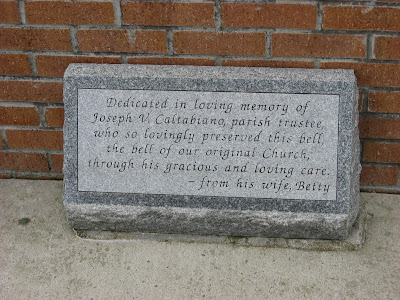 Dedicated in loving memory of
Joseph V. Caltabiano, parish trustee,
who so lovingly preserved this bell
the bell of our original Church,
through his gracious and loving care.
– from his wife, Betty